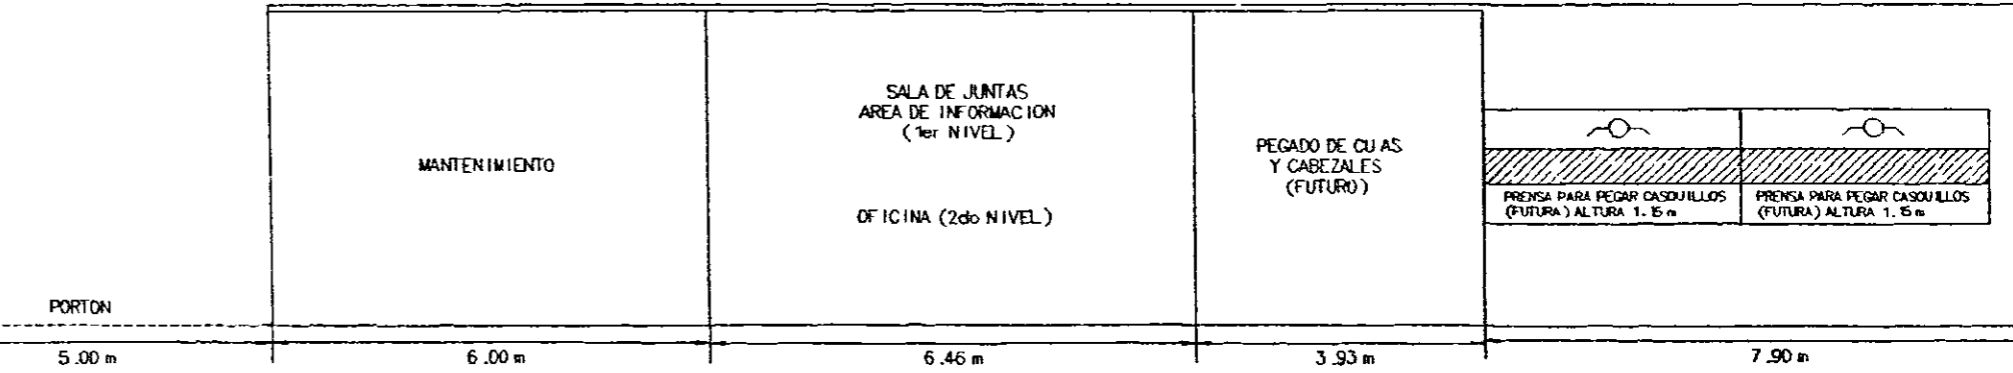 MANTENIMIENTO
SALA DE JUNTAS
AREA DE INFORMACION
(1er NIVEL)
OFICINA (2do NIVEL)
PEGADO DE CUAS
Y CABEZALES
(FUTURO)
PRENSA PARA PEGAR CASQUILLOS
(FUTURA) ALTURA 1.15 m
PRENSA PARA PEGAR CASQUILLOS
(FUTURA) ALTURA 1.15 m
PORTON
5.00 m
6.00 m
6.46 m
3.93 m
7.90 m